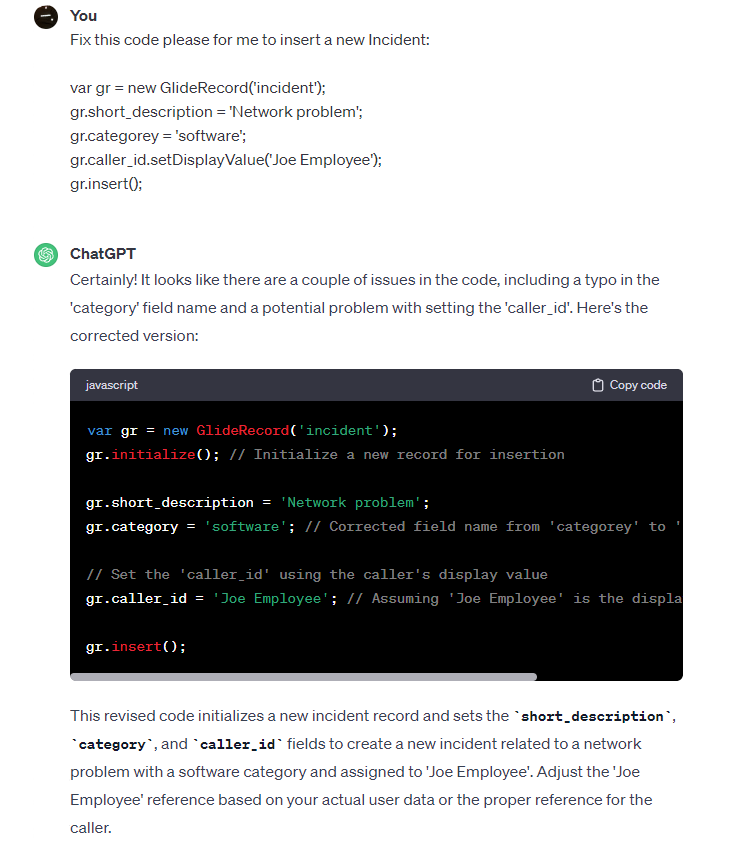 You
Fix this code please for me to insert a new Incident:
var gr = new GlideRecord('incident');
gr.short_description = 'Network problem';
gr.categorey = 'software';
gr.caller_id.setDisplayValue('Joe Employee');
gr.insert();
ChatGPT
Certainly! It looks like there are a couple of issues in the code, including a typo in the
'category' field name and a potential problem with setting the 'caller_id'. Here's the
corrected version:
javascript Copy code
var gr = new GlideRecord('incident');
gr.initialize(); // Initialize a new record for insertion
gr.short_description = 'Network problem';
gr.category = 'software'; // Corrected field name from 'categorey' to '
// Set the 'caller_id' using the caller's display value
gr.caller_id = 'Joe Employee'; // Assuming 'Joe Employee' is the displa
gr.insert();
This revised code initializes a new incident record and sets the `short_description`,
`category`, and `caller_id` fields to create a new incident related to a network
problem with a software category and assigned to 'Joe Employee'. Adjust the 'Joe
Employee' reference based on your actual user data or the proper reference for the
caller.